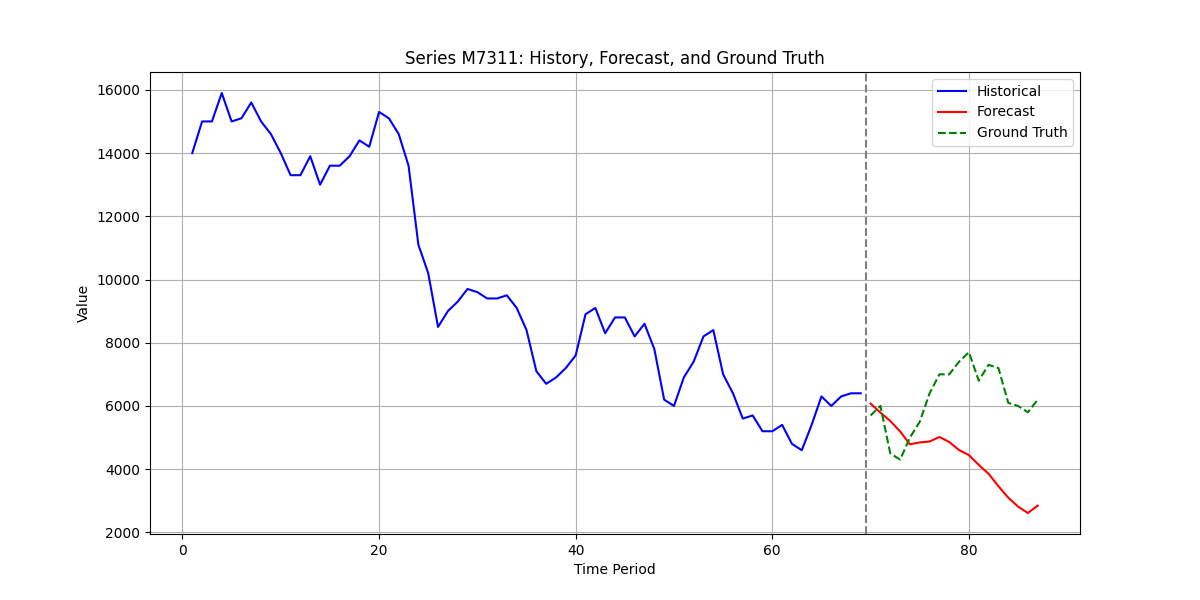 Series M7311: History, Forecast, and Ground Truth
Historical
Forecast
Ground Truth
Value
16000
14000
12000
10000
8000
6000
4000
2000
0
20
40
60
80
Time Period